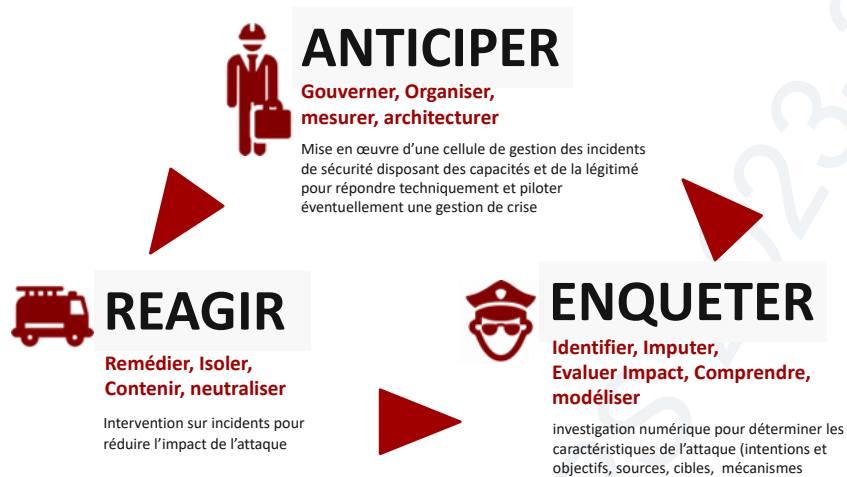 ANTICIPER
Gouverner, Organiser,
mesurer, architecturer
Mise en œuvre d’une cellule de gestion des incidents
de sécurité disposant des capacités et de la légitimé
pour répondre techniquement et piloter
éventuellement une gestion de crise
REAGIR
Remédier, Isoler,
Contenir, neutraliser
Intervention sur incidents pour
réduire l’impact de l’attaque
ENQUETER
Identifier, Imputer,
Evaluer Impact, Comprendre,
modéliser
investigation numérique pour déterminer les
caractéristiques de l’attaque (intentions et
objectifs, sources, cibles, mécanismes